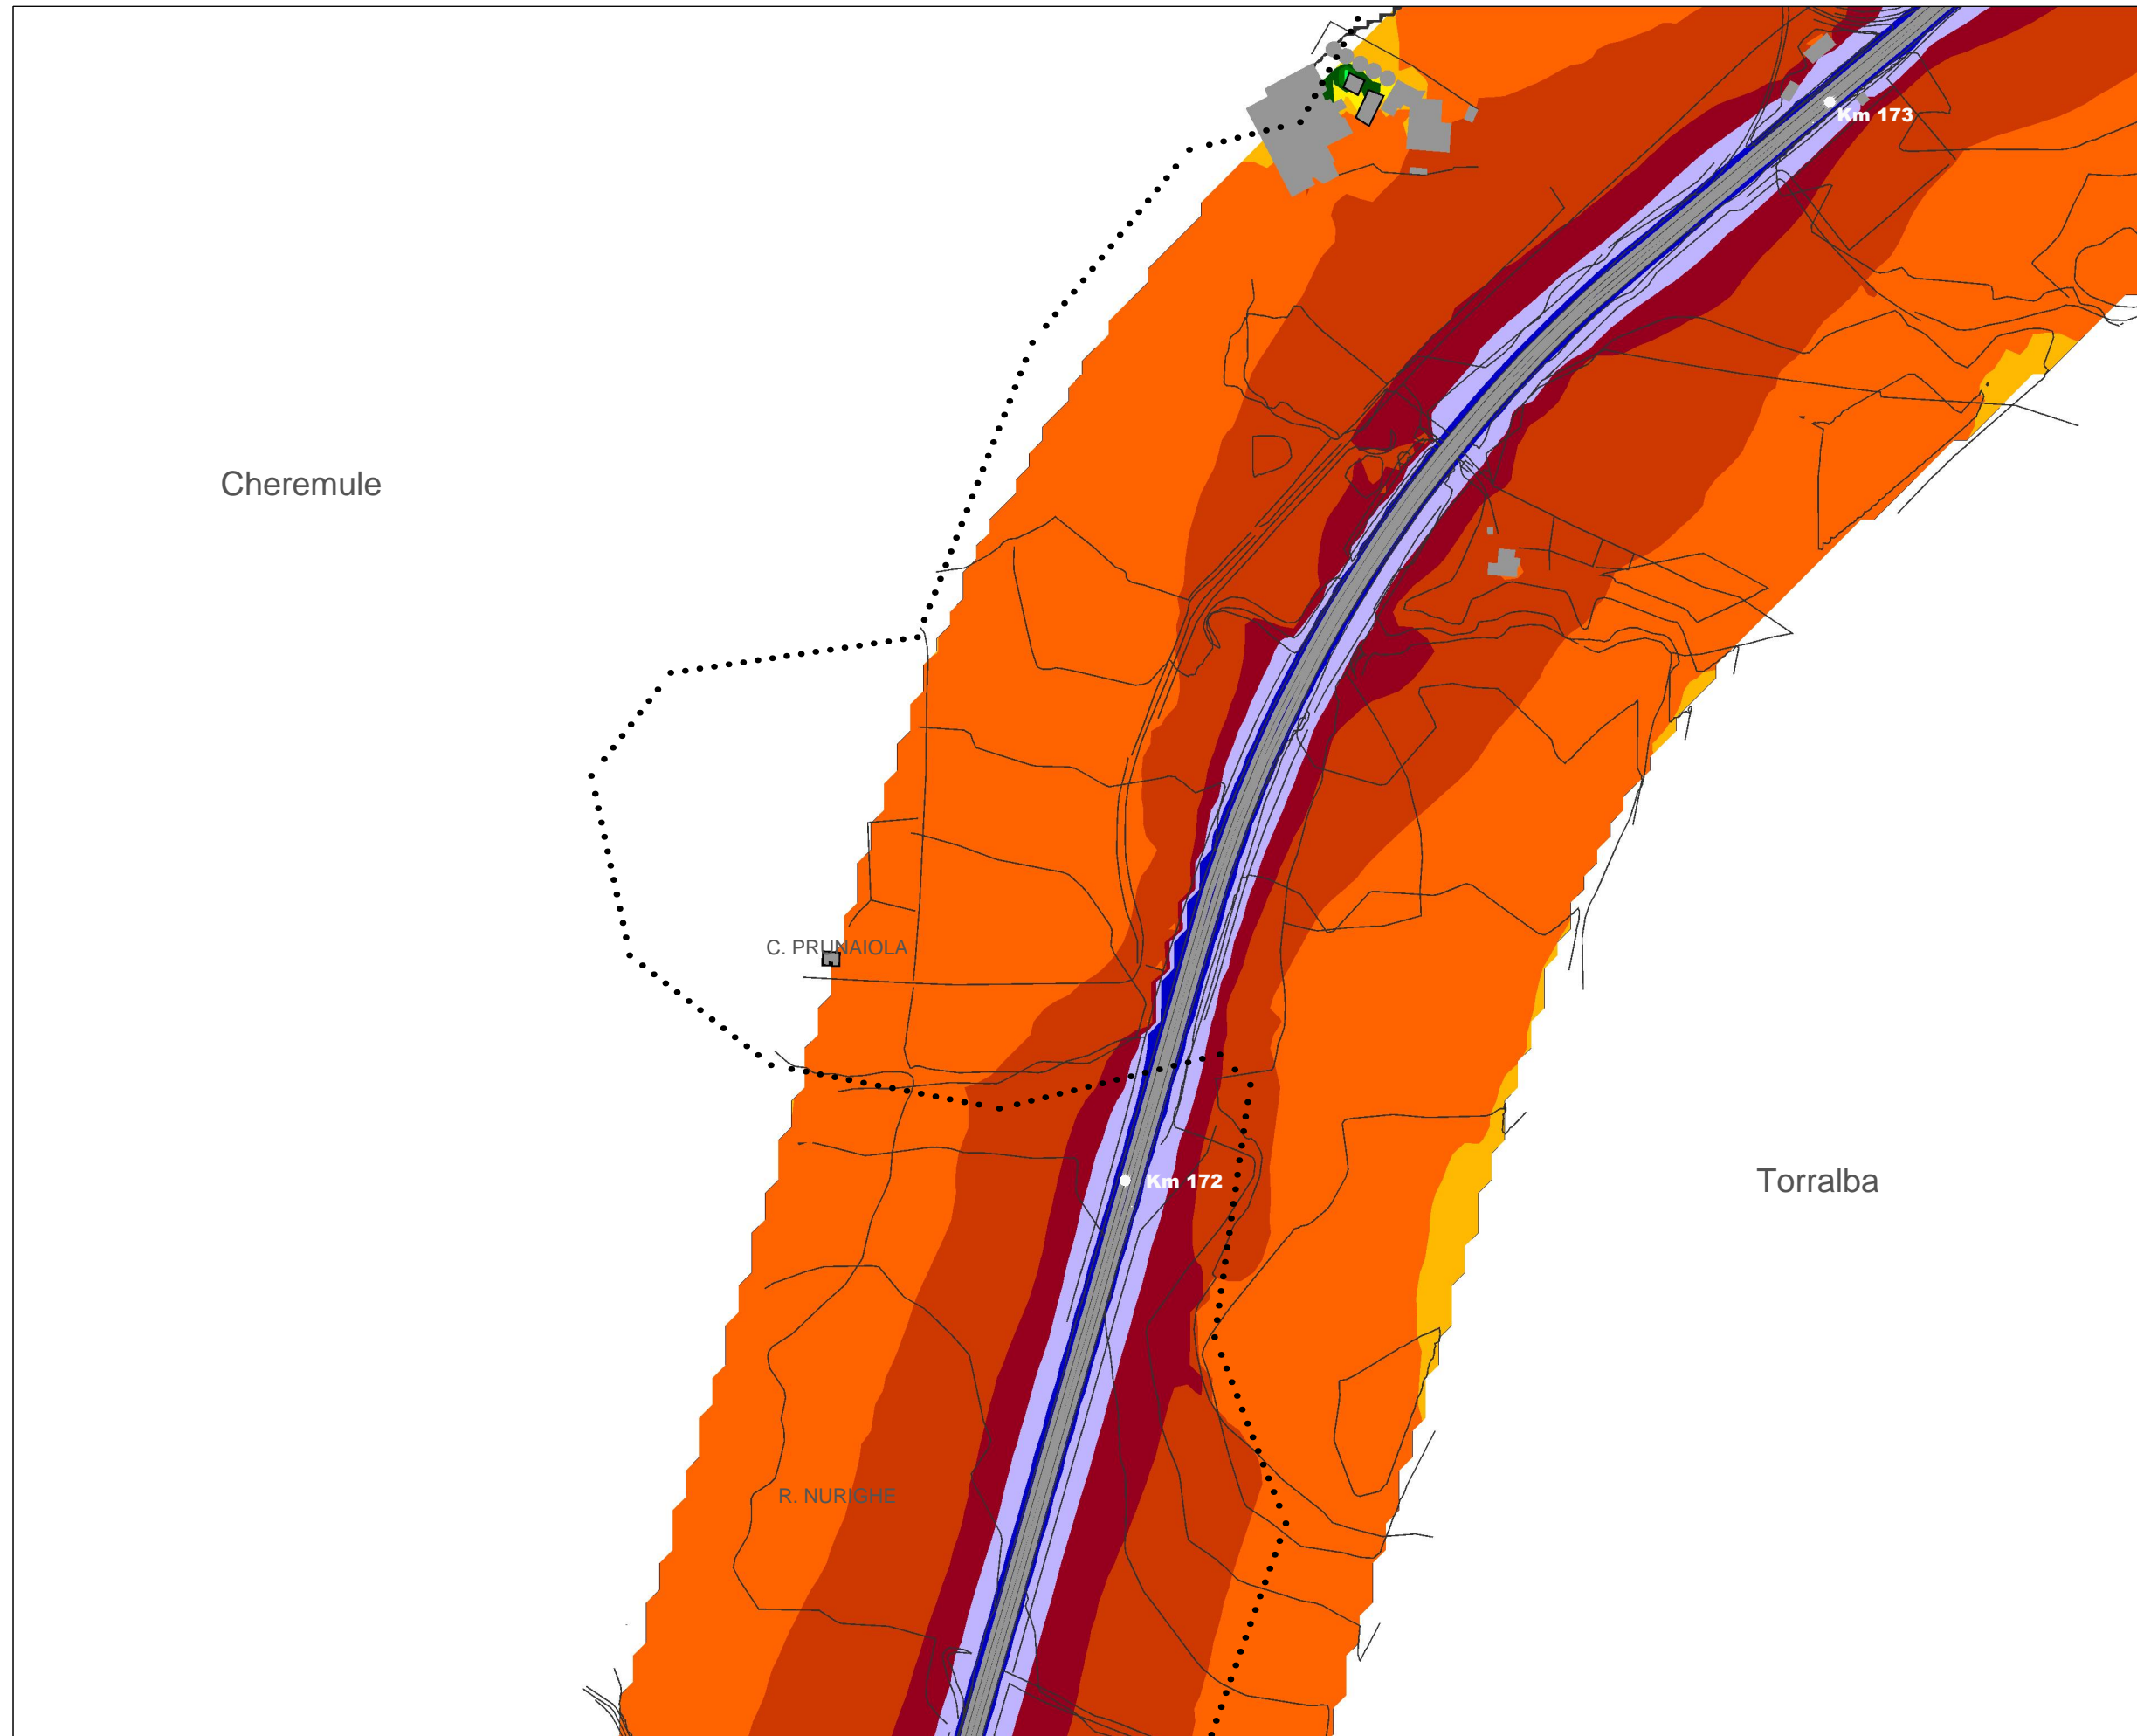 Km 173
Cheremule
C. PRUNAIOLA
Km 172
Torralba
R. NURIGHE